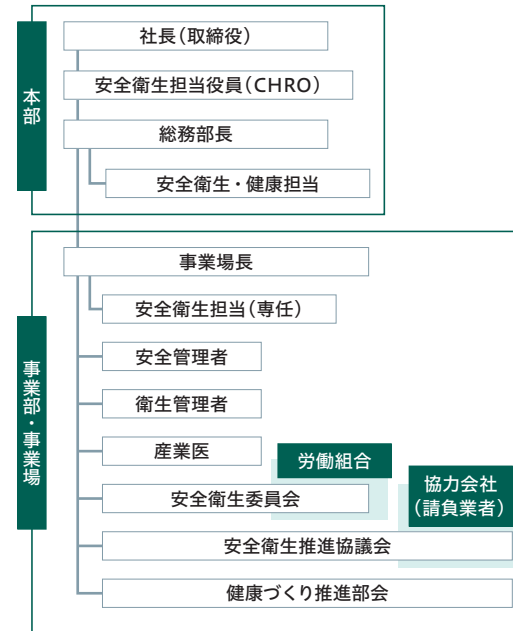 本部
社長(取締役)
安全衛生担当役員(CHRO)
総務部長
安全衛生・健康担当
事業部・事業場
事業場長
安全衛生担当(専任)
安全管理者
衛生管理者
産業医
労働組合
安全衛生委員会
協力会社
(請負業者)
安全衛生推進協議会
健康づくり推進部会